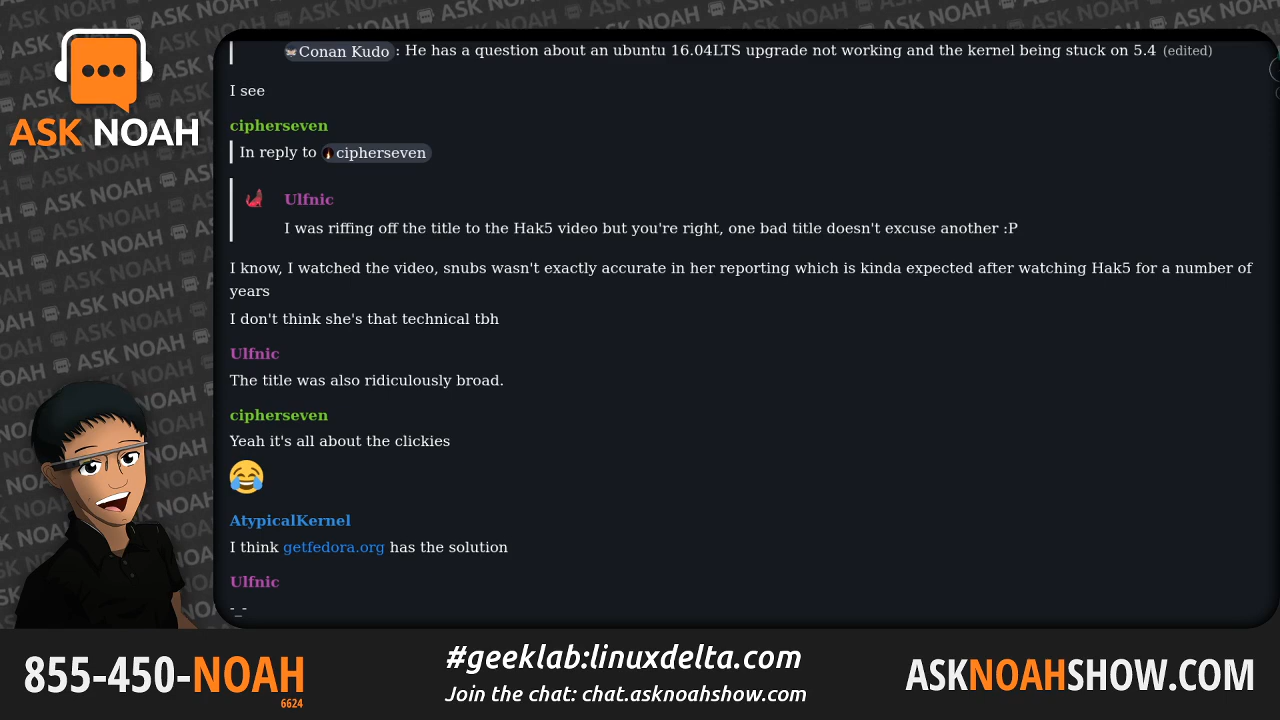 ASK NOAH
Conan Kudo : He has a question about an ubuntu 16.04LTS upgrade not working and the kernel being stuck on 5.4 (edited)
I see
cipherseven
In reply to cipherseven
Ulfnic
I was riffing off the title to the Hak5 video but you're right, one bad title doesn't excuse another :P
I know, I watched the video, snubs wasn't exactly accurate in her reporting which is kinda expected after watching Hak5 for a number of
years
I don't think she's that technical tbh
Ulfnic
The title was also ridiculously broad.
cipherseven
Yeah it's all about the clickies
😂
AtypicalKernel
I think getfedora.org has the solution
Ulfnic
-_-
855-450-NOAH
6624
#geeklab:linuxdelta.com
Join the chat: chat.asknoahshow.com
ASKNOAHSHOW.COM